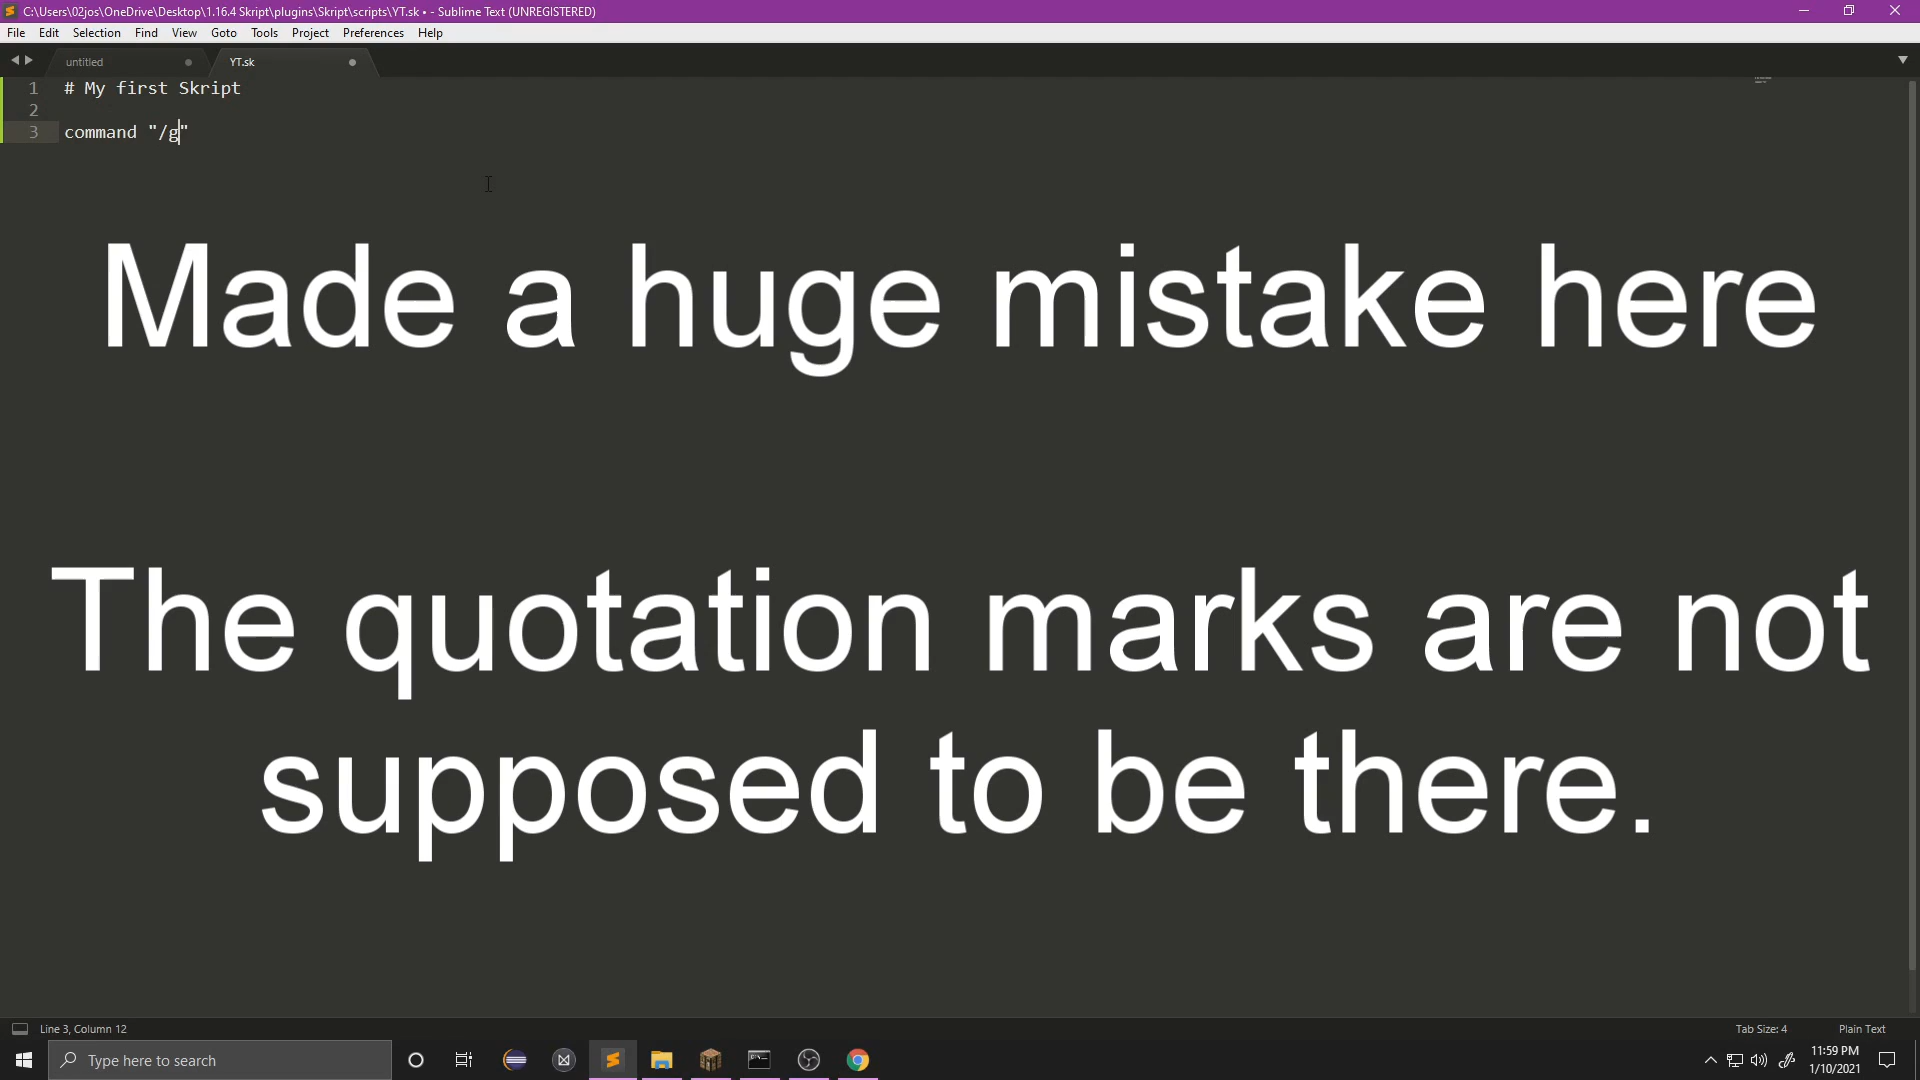 C:\Users\02jos\OneDrive\Desktop\1.16.4 Skript\plugins\Skript\scripts\YT.sk • - Sublime Text (UNREGISTERED)
File Edit Selection Find View Goto Tools Project Preferences Help
untitled YT.sk
1 # My first Skript
2
3 command "/g"
Made a huge mistake here
The quotation marks are not
supposed to be there.
Line 3, Column 12 Tab Size: 4 Plain Text
Type here to search
11:59 PM
1/10/2021